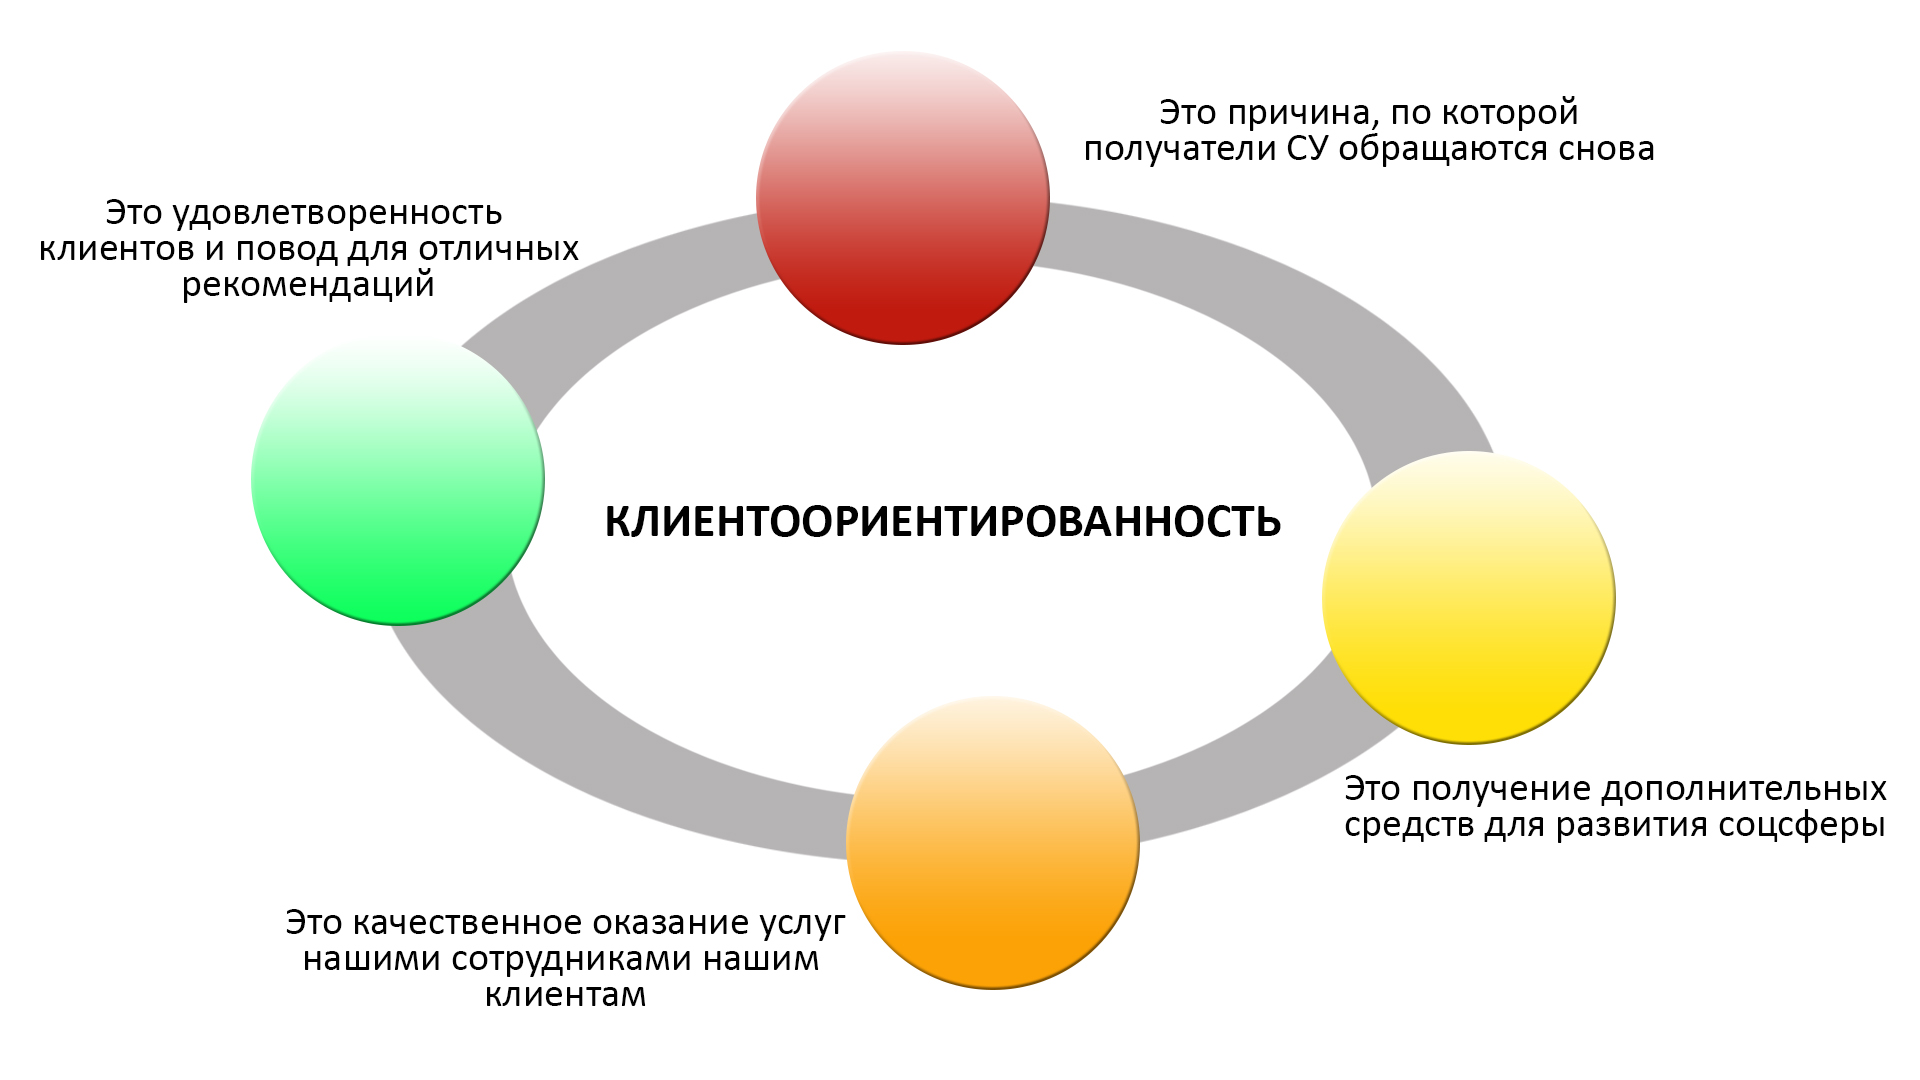 Это причина, по которой
получатели СУ обращаются снова
Это удовлетворенность
клиентов и повод для отличных
рекомендаций
КЛИЕНТООРИЕНТИРОВАННОСТЬ
Это получение дополнительных
средств для развития соцсферы
Это качественное оказание услуг
нашими сотрудниками нашим
клиентам